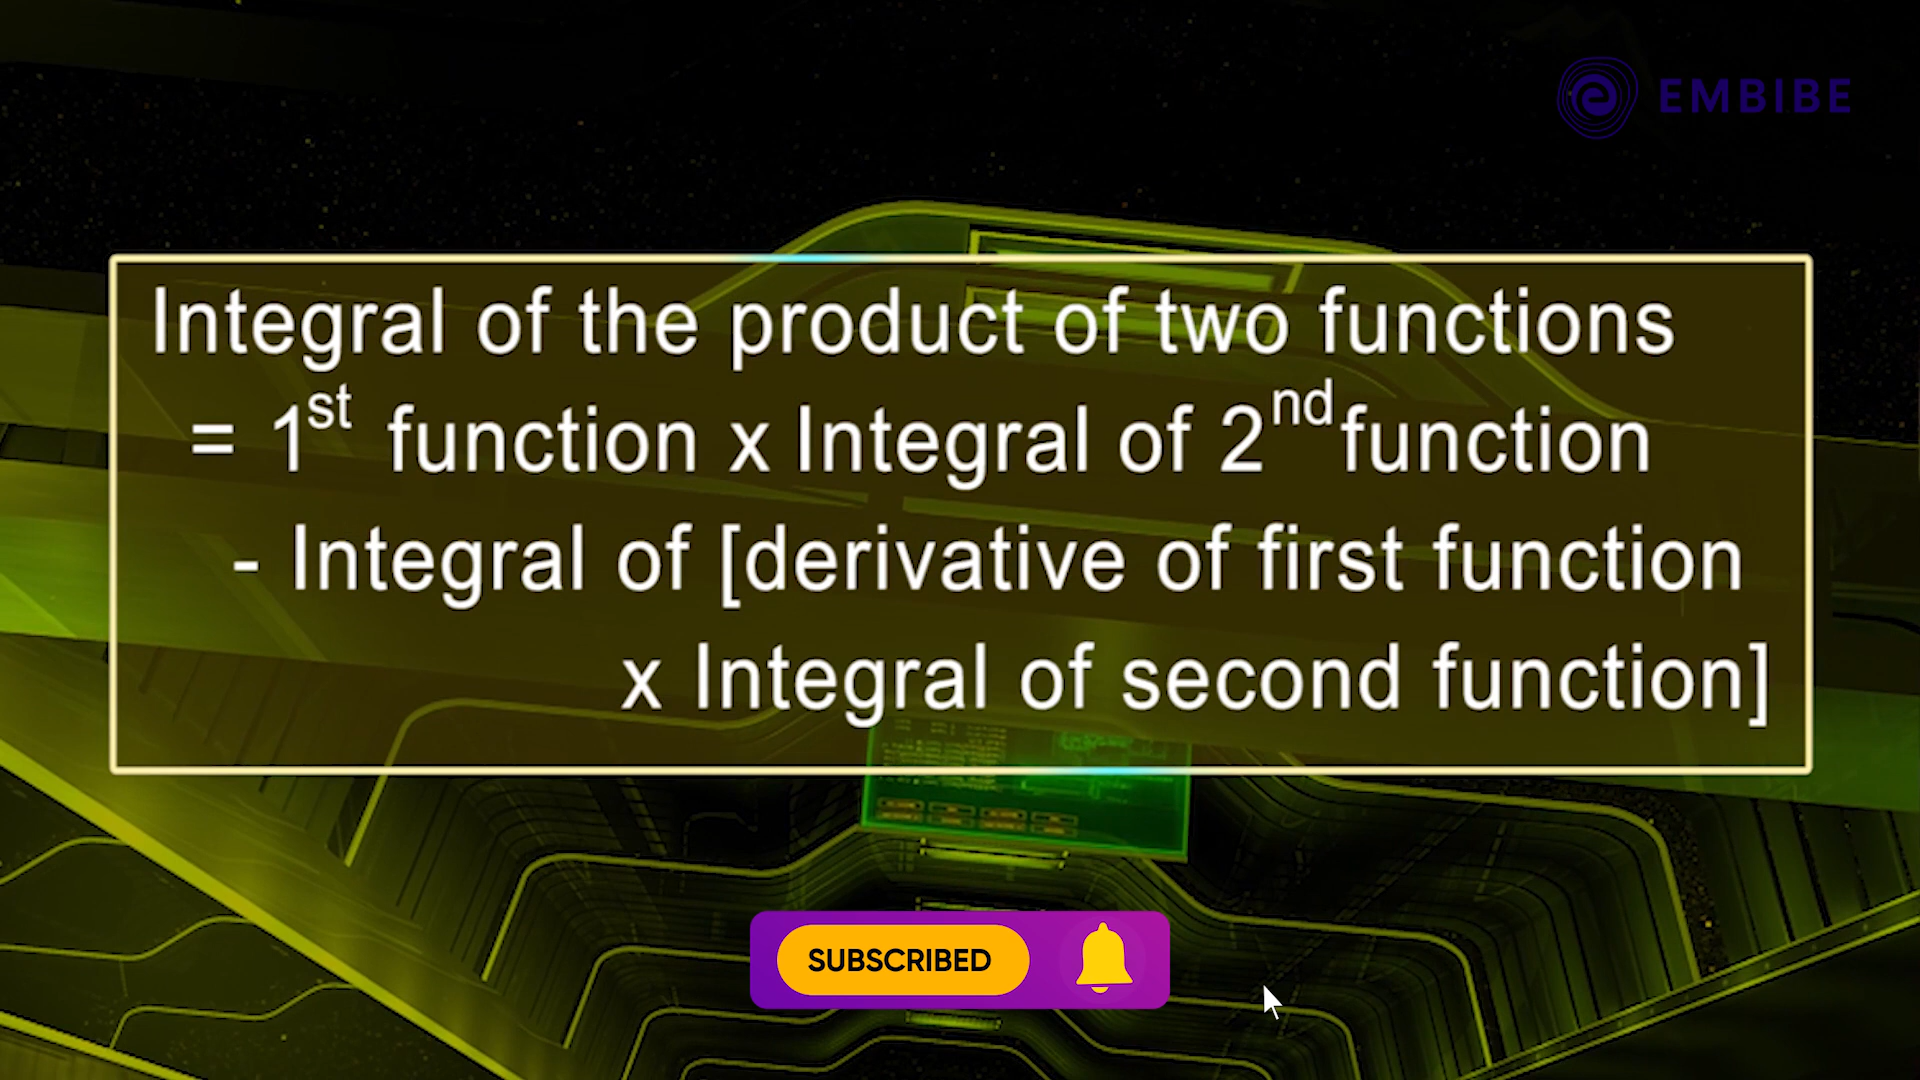 EMBIBE
Integral of the product of two functions
= 1st function x Integral of 2nd function
- Integral of [derivative of first function
x Integral of second function]
SUBSCRIBED